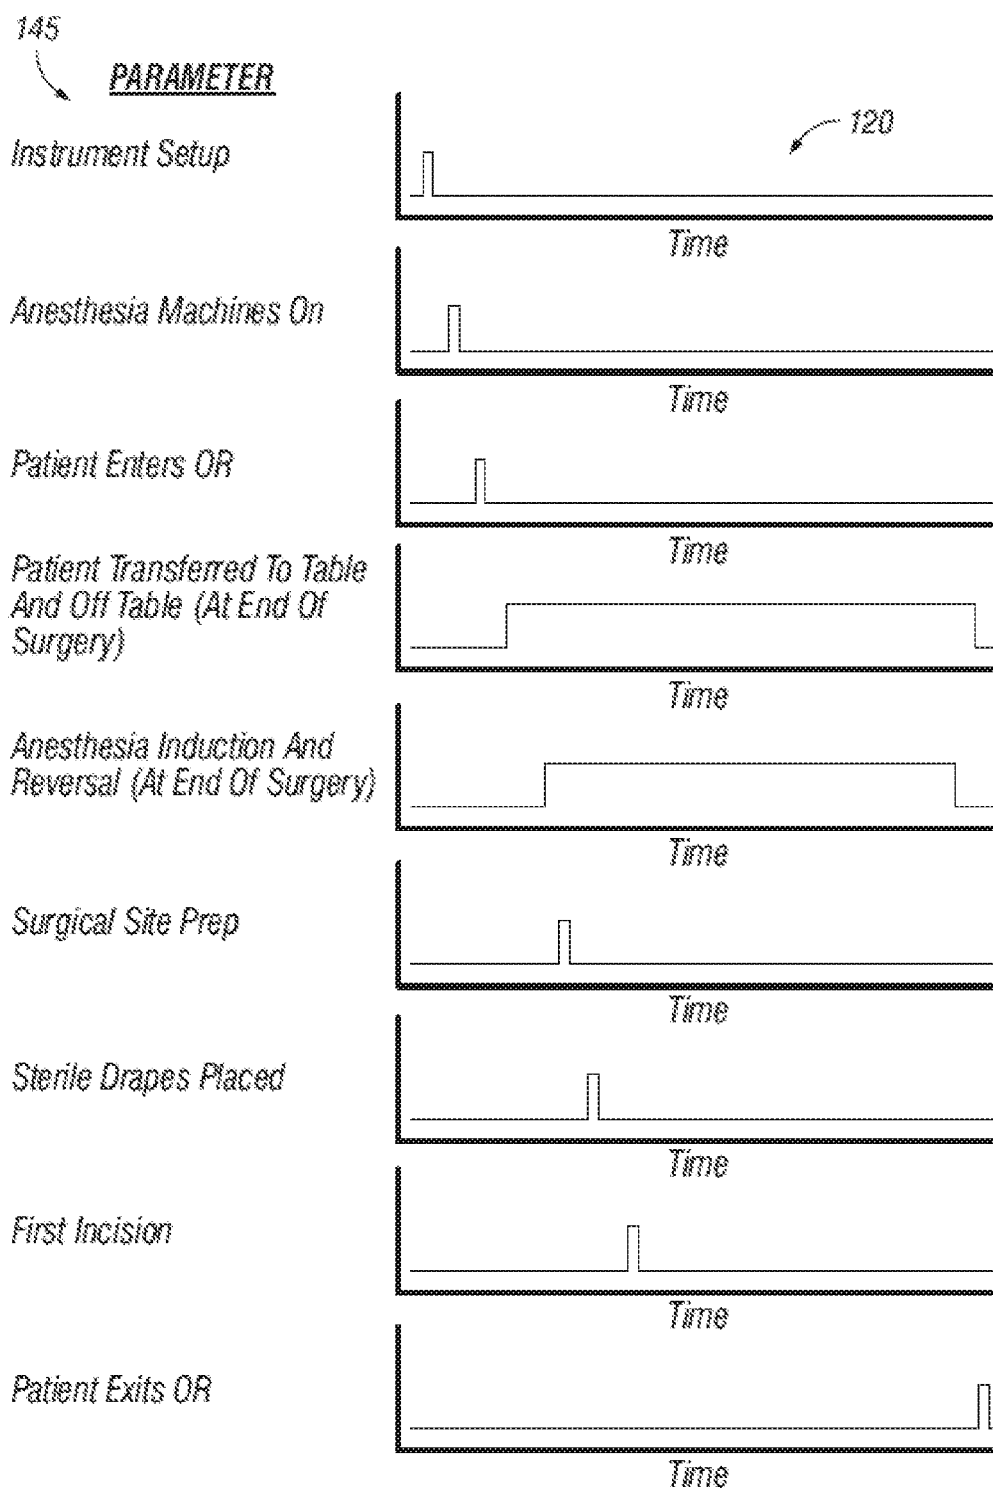 145
PARAMETER
120
Instrument Setup
Time
Anesthesia Machines On
Time
Patient Enters OR
Time
Patient Transferred To Table
And Off Table (At End Of
Surgery)
Time
Anesthesia Induction And
Reversal (At End Of Surgery)
Time
Surgical Site Prep
Time
Sterile Drapes Placed
Time
First Incision
Time
Patient Exits OR
Time